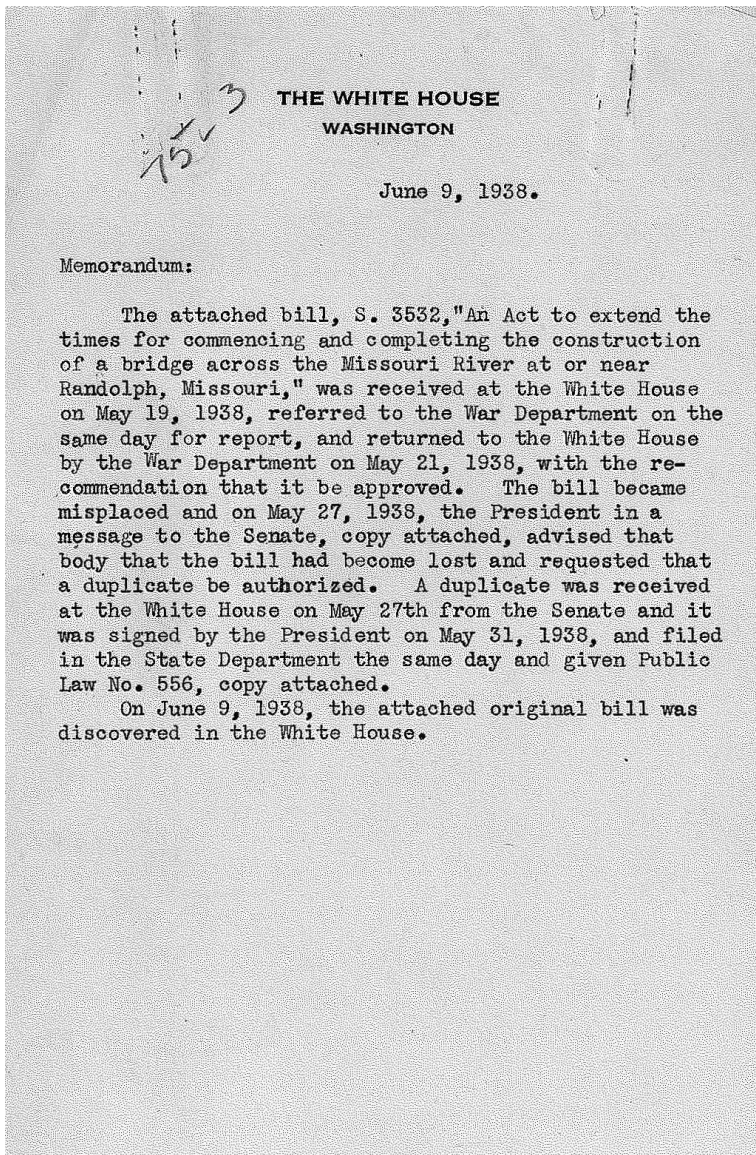 3
THE WHITE HOUSE
WASHINGTON
75
June 9, 1938.
Memorandum:
The attached bill, S. 3532,"An Act to extend the
times for commencing and completing the construction
of a bridge across the Missouri River at or near
Randolph, Missouri," was received at the White House
on May 19, 1938, referred to the War Department on the
same day for report, and returned to the White House
by the War Department on May 21, 1938, with the re-
commendation that it be approved. The bill became
misplaced and on May 27, 1938, the President in a
message to the Senate, copy attached, advised that
body that the bill had become lost and requested that
a duplicate be authorized. A duplicate was received
at the White House on May 27th from the Senate and it
was signed by the President on May 31, 1938, and filed
in the State Department the same day and given Public
Law No. 556, copy attached.
On June 9, 1938, the attached original bill was
discovered in the White House.